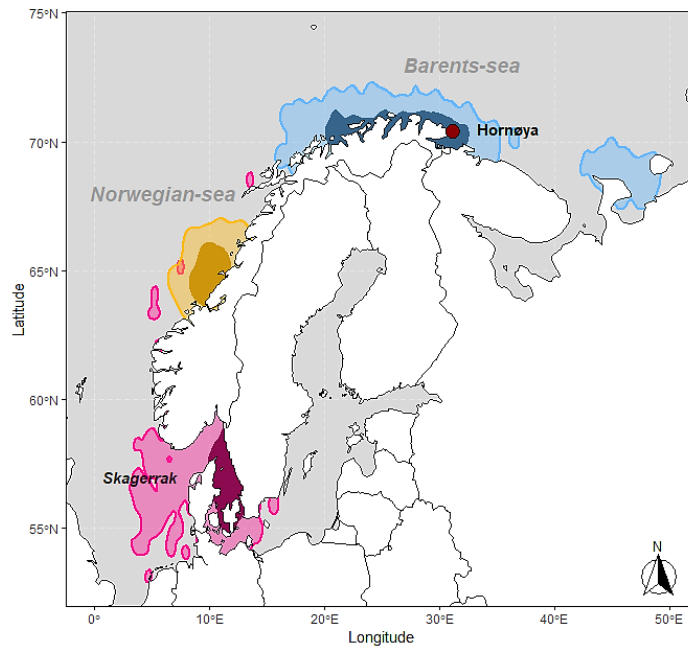 75°N
Barents-sea
Hornøya
70°N
Norwegian-sea
65°N
Latitude
60°N
Skagerrak
55°N
N
0°
10°E
20°E
30°E
40°E
50°E
Longitude